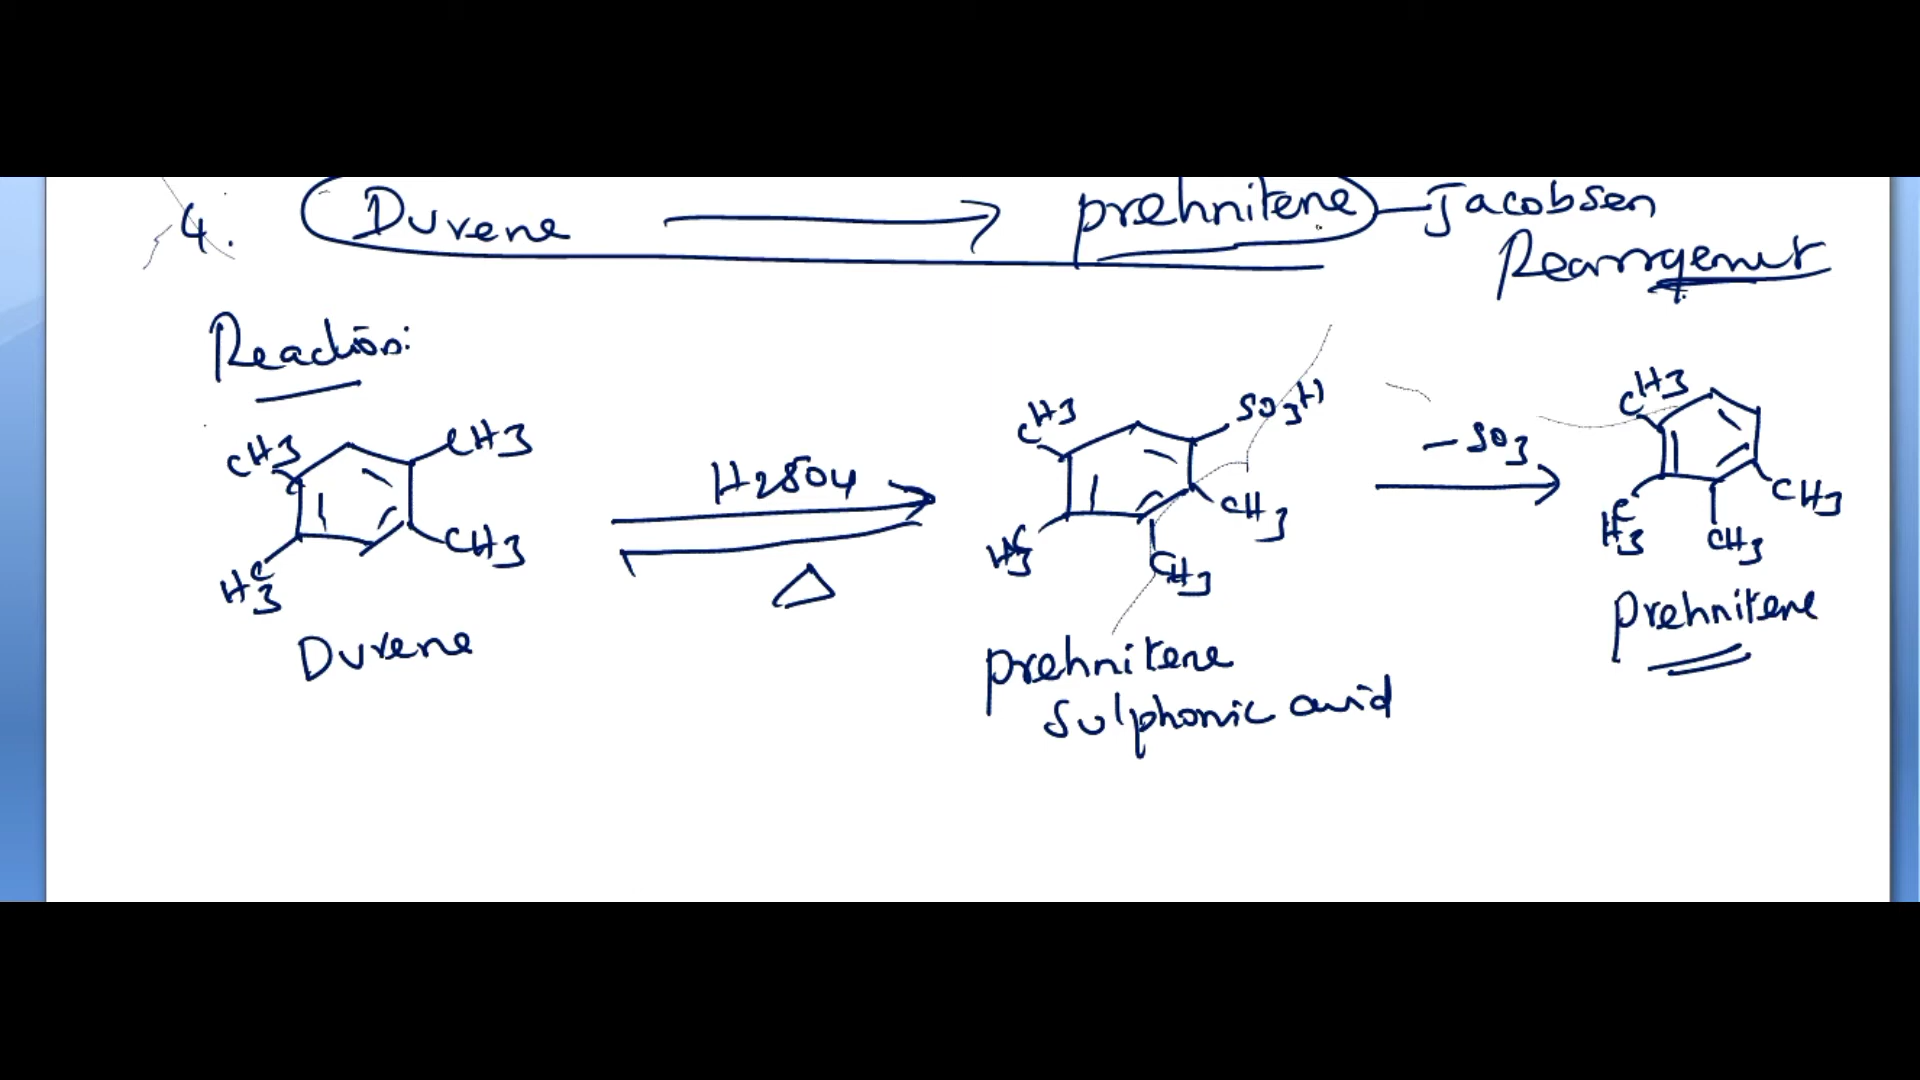 4. Durene → prehnitene – Jacobsen
Rearrgement
Reaction:
CH3 CH3 H3C CH3
Durene
H2SO4
△
CH3 SO3H CH3 CH3 H3C
prehnitene
sulphonic acid
– SO3
CH3 CH3 CH3 H3C
prehnitene